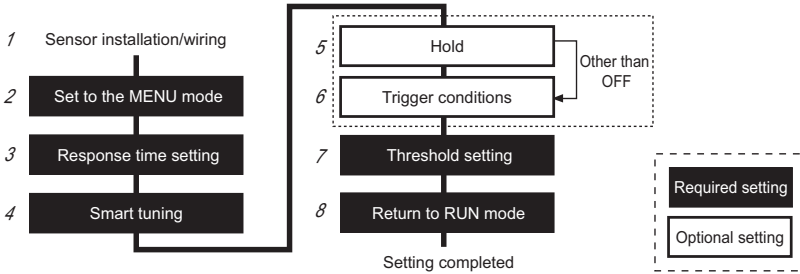 1 Sensor installation/wiring
2 Set to the MENU mode
3 Response time setting
4 Smart tuning
5 Hold
Other than
OFF
6 Trigger conditions
7 Threshold setting
8 Return to RUN mode
Setting completed
Required setting
Optional setting